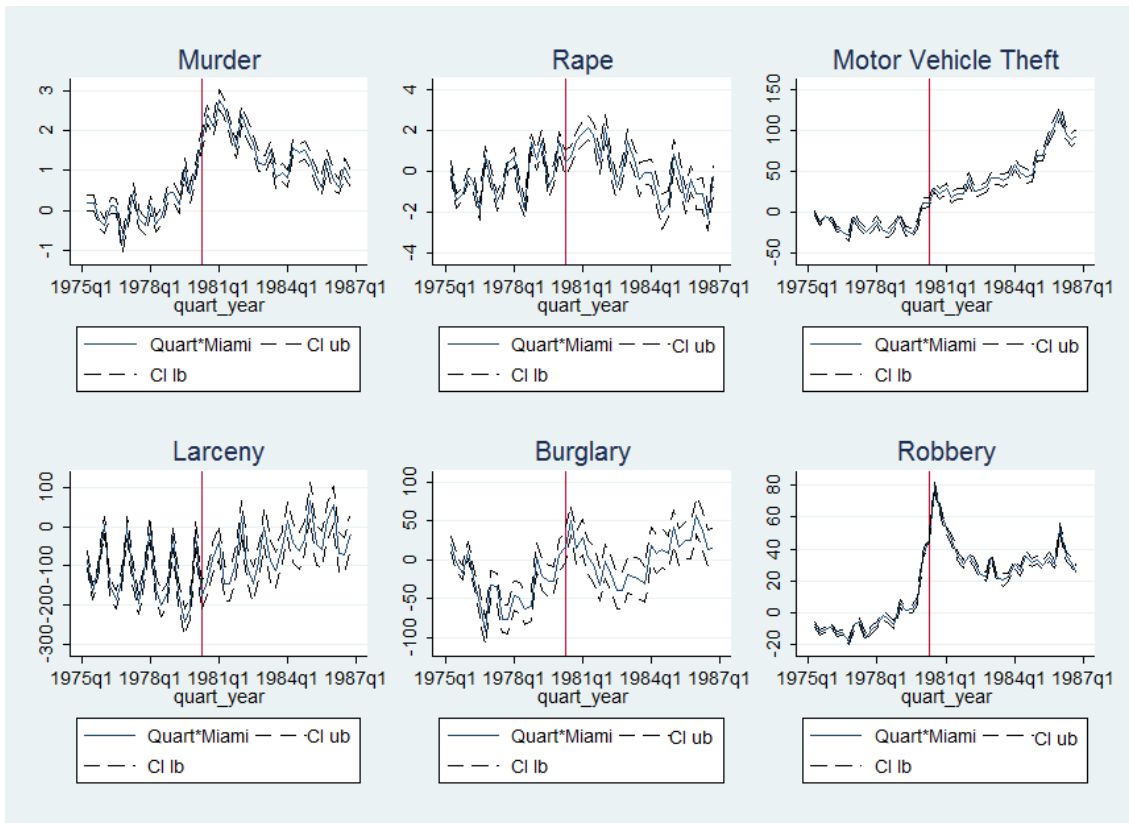 Murder
3
2
1
0
-1
1975q1 1978q1 1981q1 1984q1 1987q1
quart_year
Quart*Miami
CI ub
CI lb
Rape
4
2
0
-2
-4
1975q1 1978q1 1981q1 1984q1 1987q1
quart_year
Quart*Miami
CI ub
CI lb
Motor Vehicle Theft
150
100
50
0
-50
1975q1 1978q1 1981q1 1984q1 1987q1
quart_year
Quart*Miami
CI ub
CI lb
Larceny
100
0
-100
-200
-300
1975q1 1978q1 1981q1 1984q1 1987q1
quart_year
Quart*Miami
CI ub
CI lb
Burglary
100
50
0
-50
-100
1975q1 1978q1 1981q1 1984q1 1987q1
quart_year
Quart*Miami
CI ub
CI lb
Robbery
80
60
40
20
0
-20
1975q1 1978q1 1981q1 1984q1 1987q1
quart_year
Quart*Miami
CI ub
CI lb